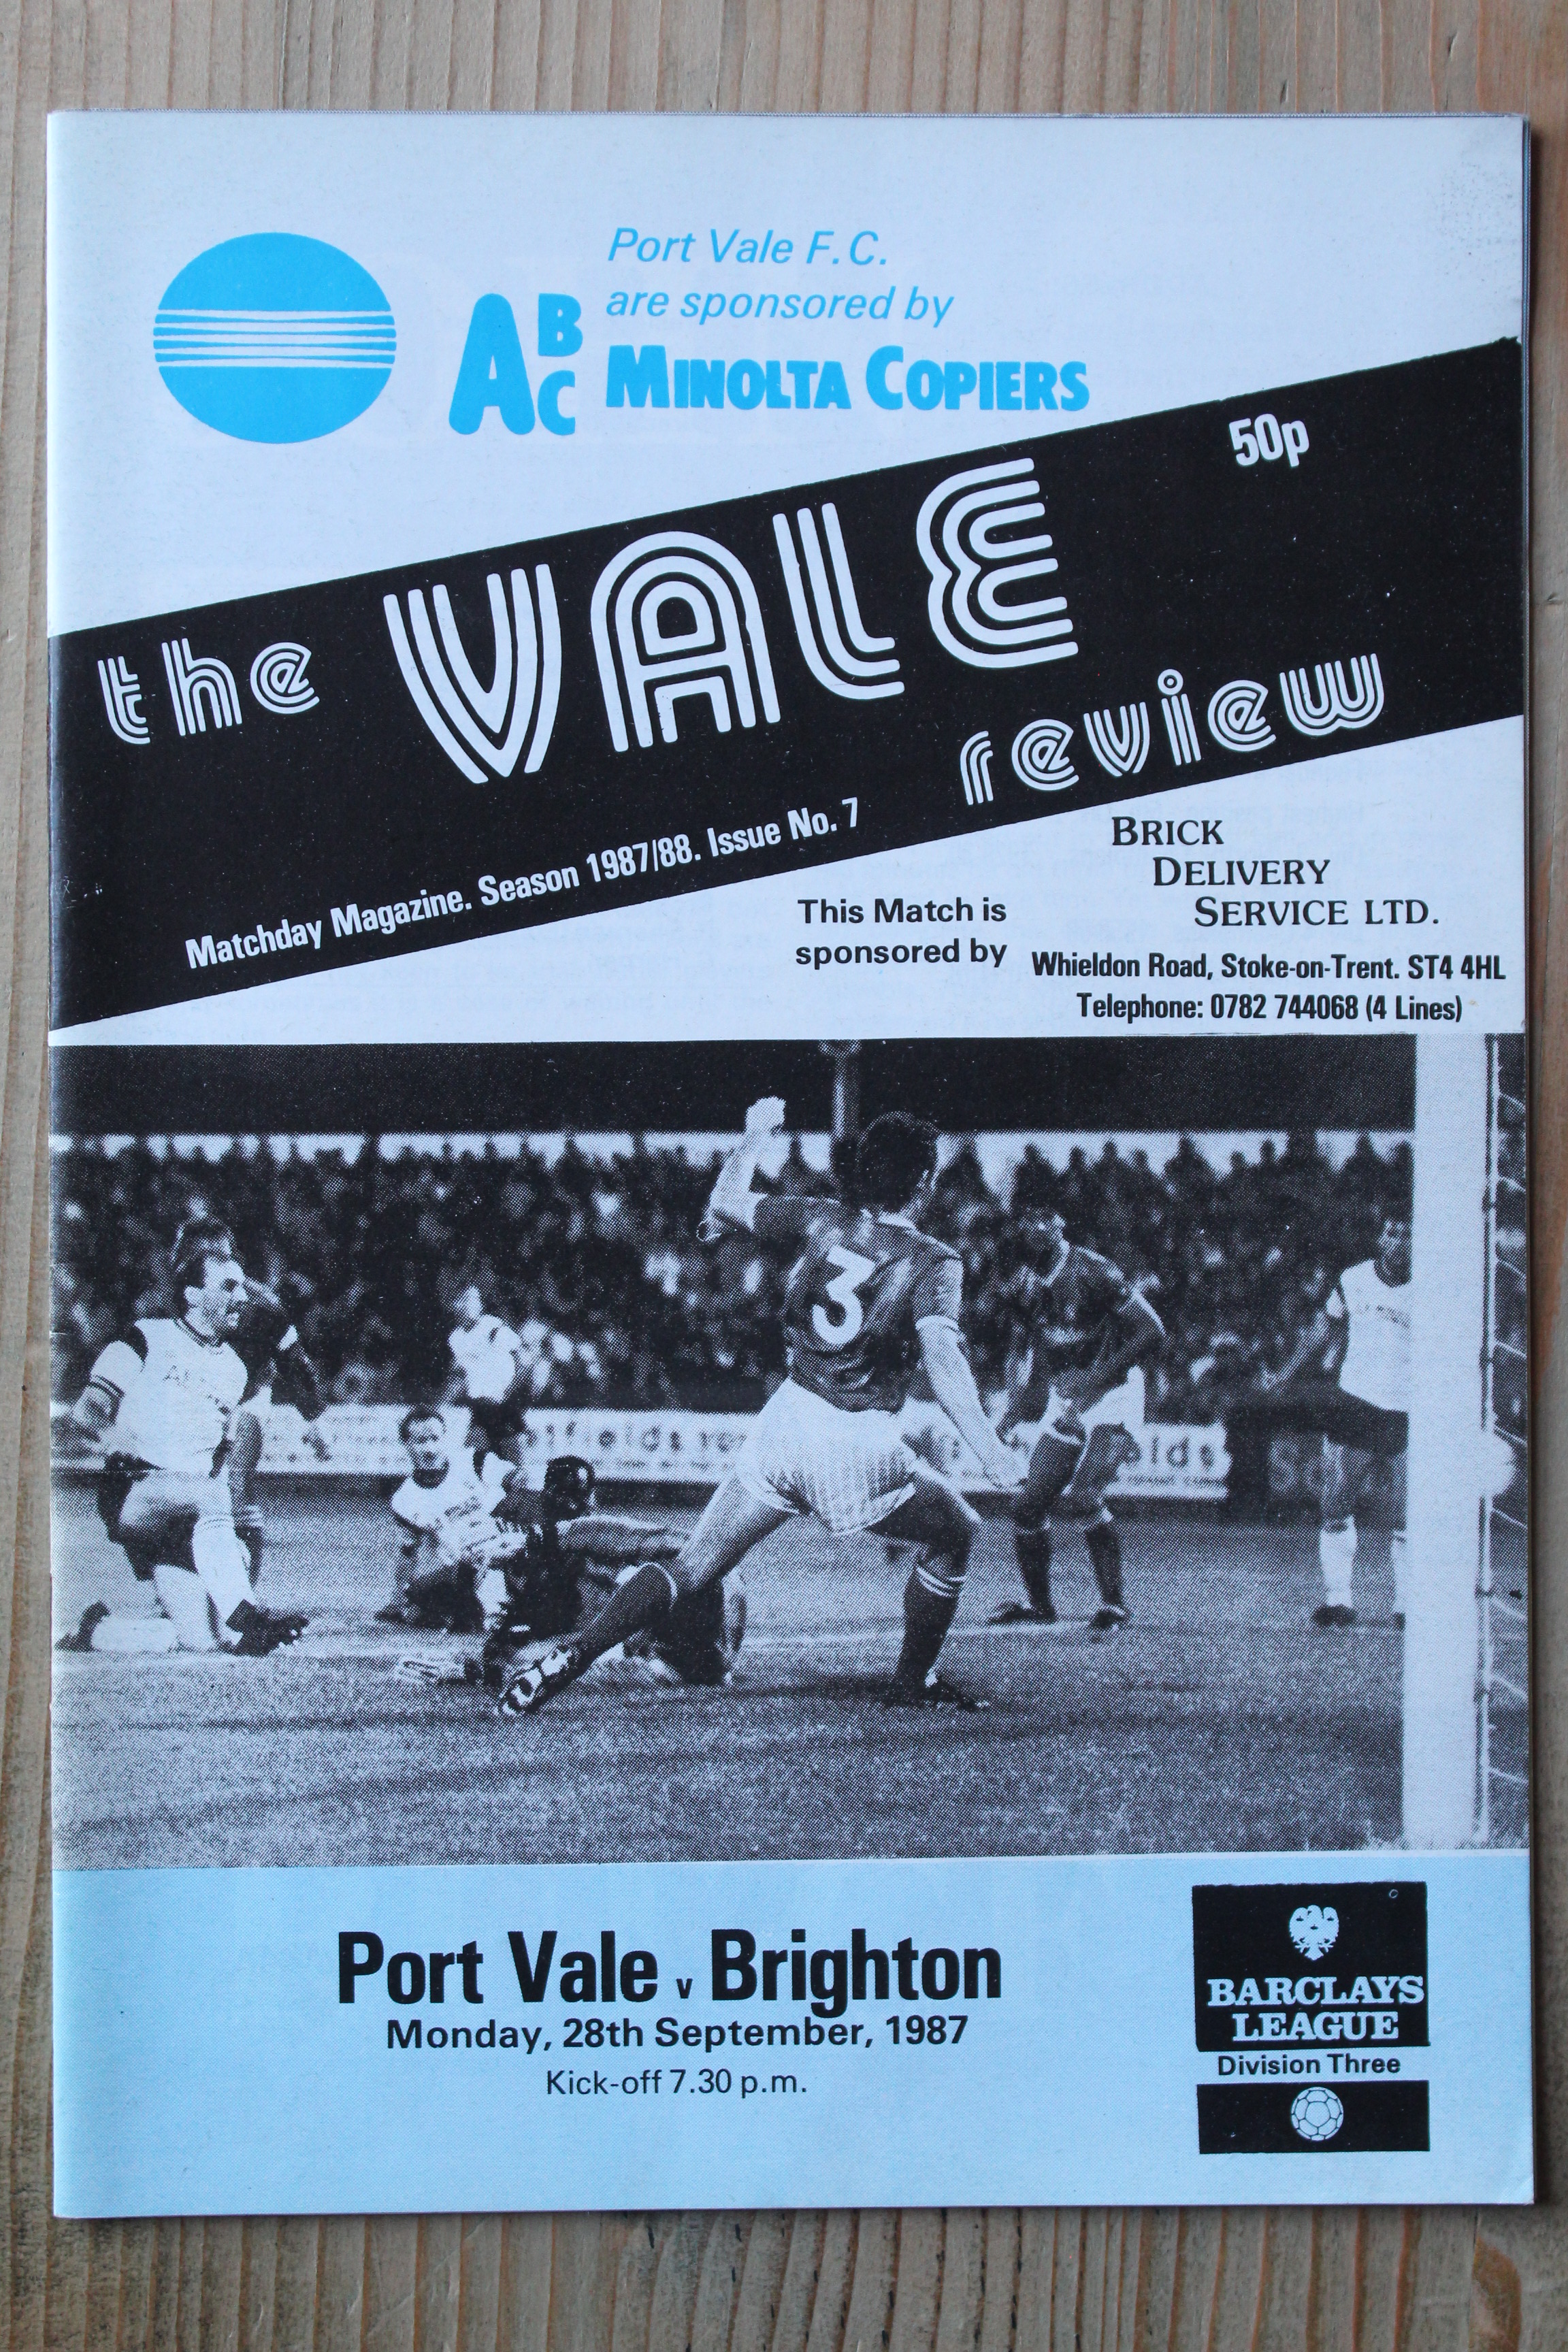 Port Vale F.C.
are sponsored by
ABC MINOLTA COPIERS
50p
the VALE
review
Matchday Magazine. Season 1987/88. Issue No. 7
BRICK
DELIVERY
SERVICE LTD.
This Match is
sponsored by
Whieldon Road, Stoke-on-Trent. ST4 4HL
Telephone: 0782 744068 (4 Lines)
3
Port Vale v Brighton
Monday, 28th September, 1987
Kick-off 7.30 p.m.
BARCLAYS
LEAGUE
Division Three